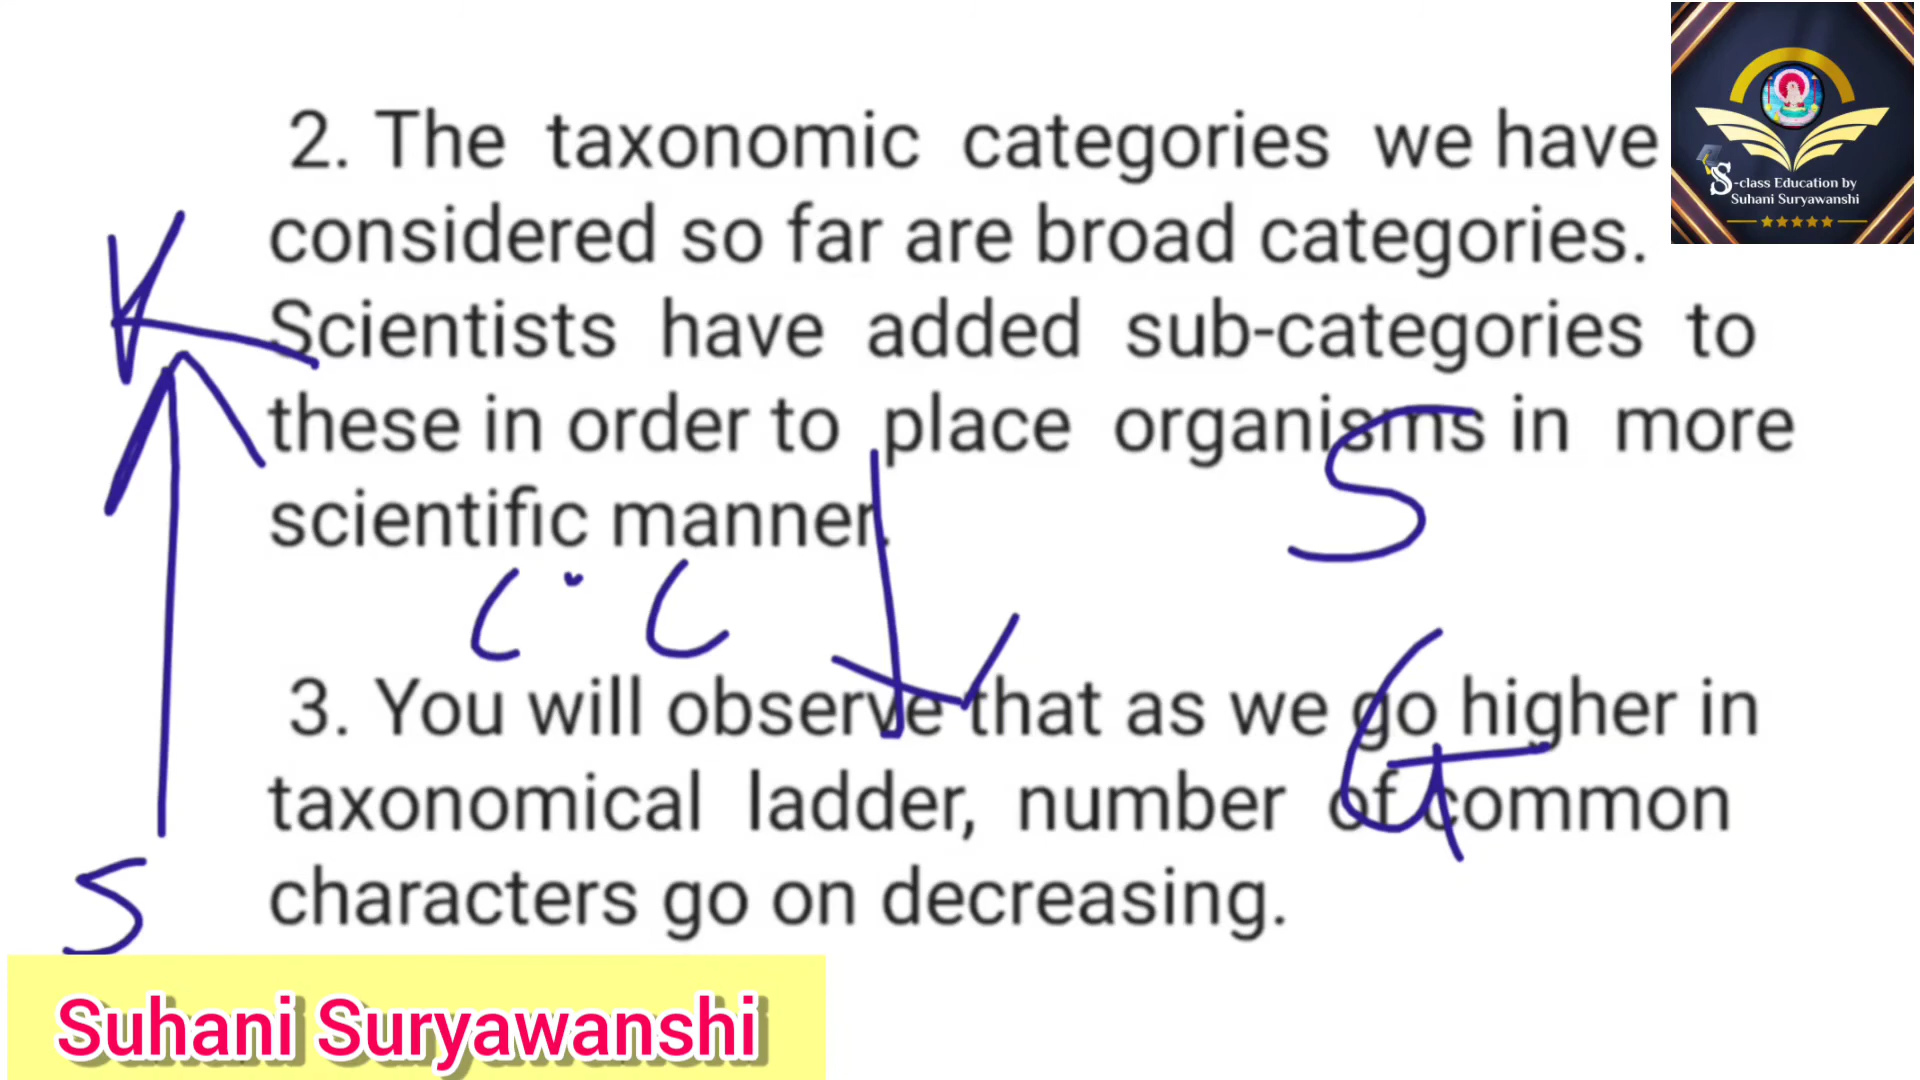 2. The taxonomic categories we have
considered so far are broad categories.
Scientists have added sub-categories to
these in order to place organisms in more
scientific manner.
3. You will observe that as we go higher in
taxonomical ladder, number of common
characters go on decreasing.
K
S
C . C
S
G
S-class Education by
Suhani Suryawanshi
Suhani Suryawanshi